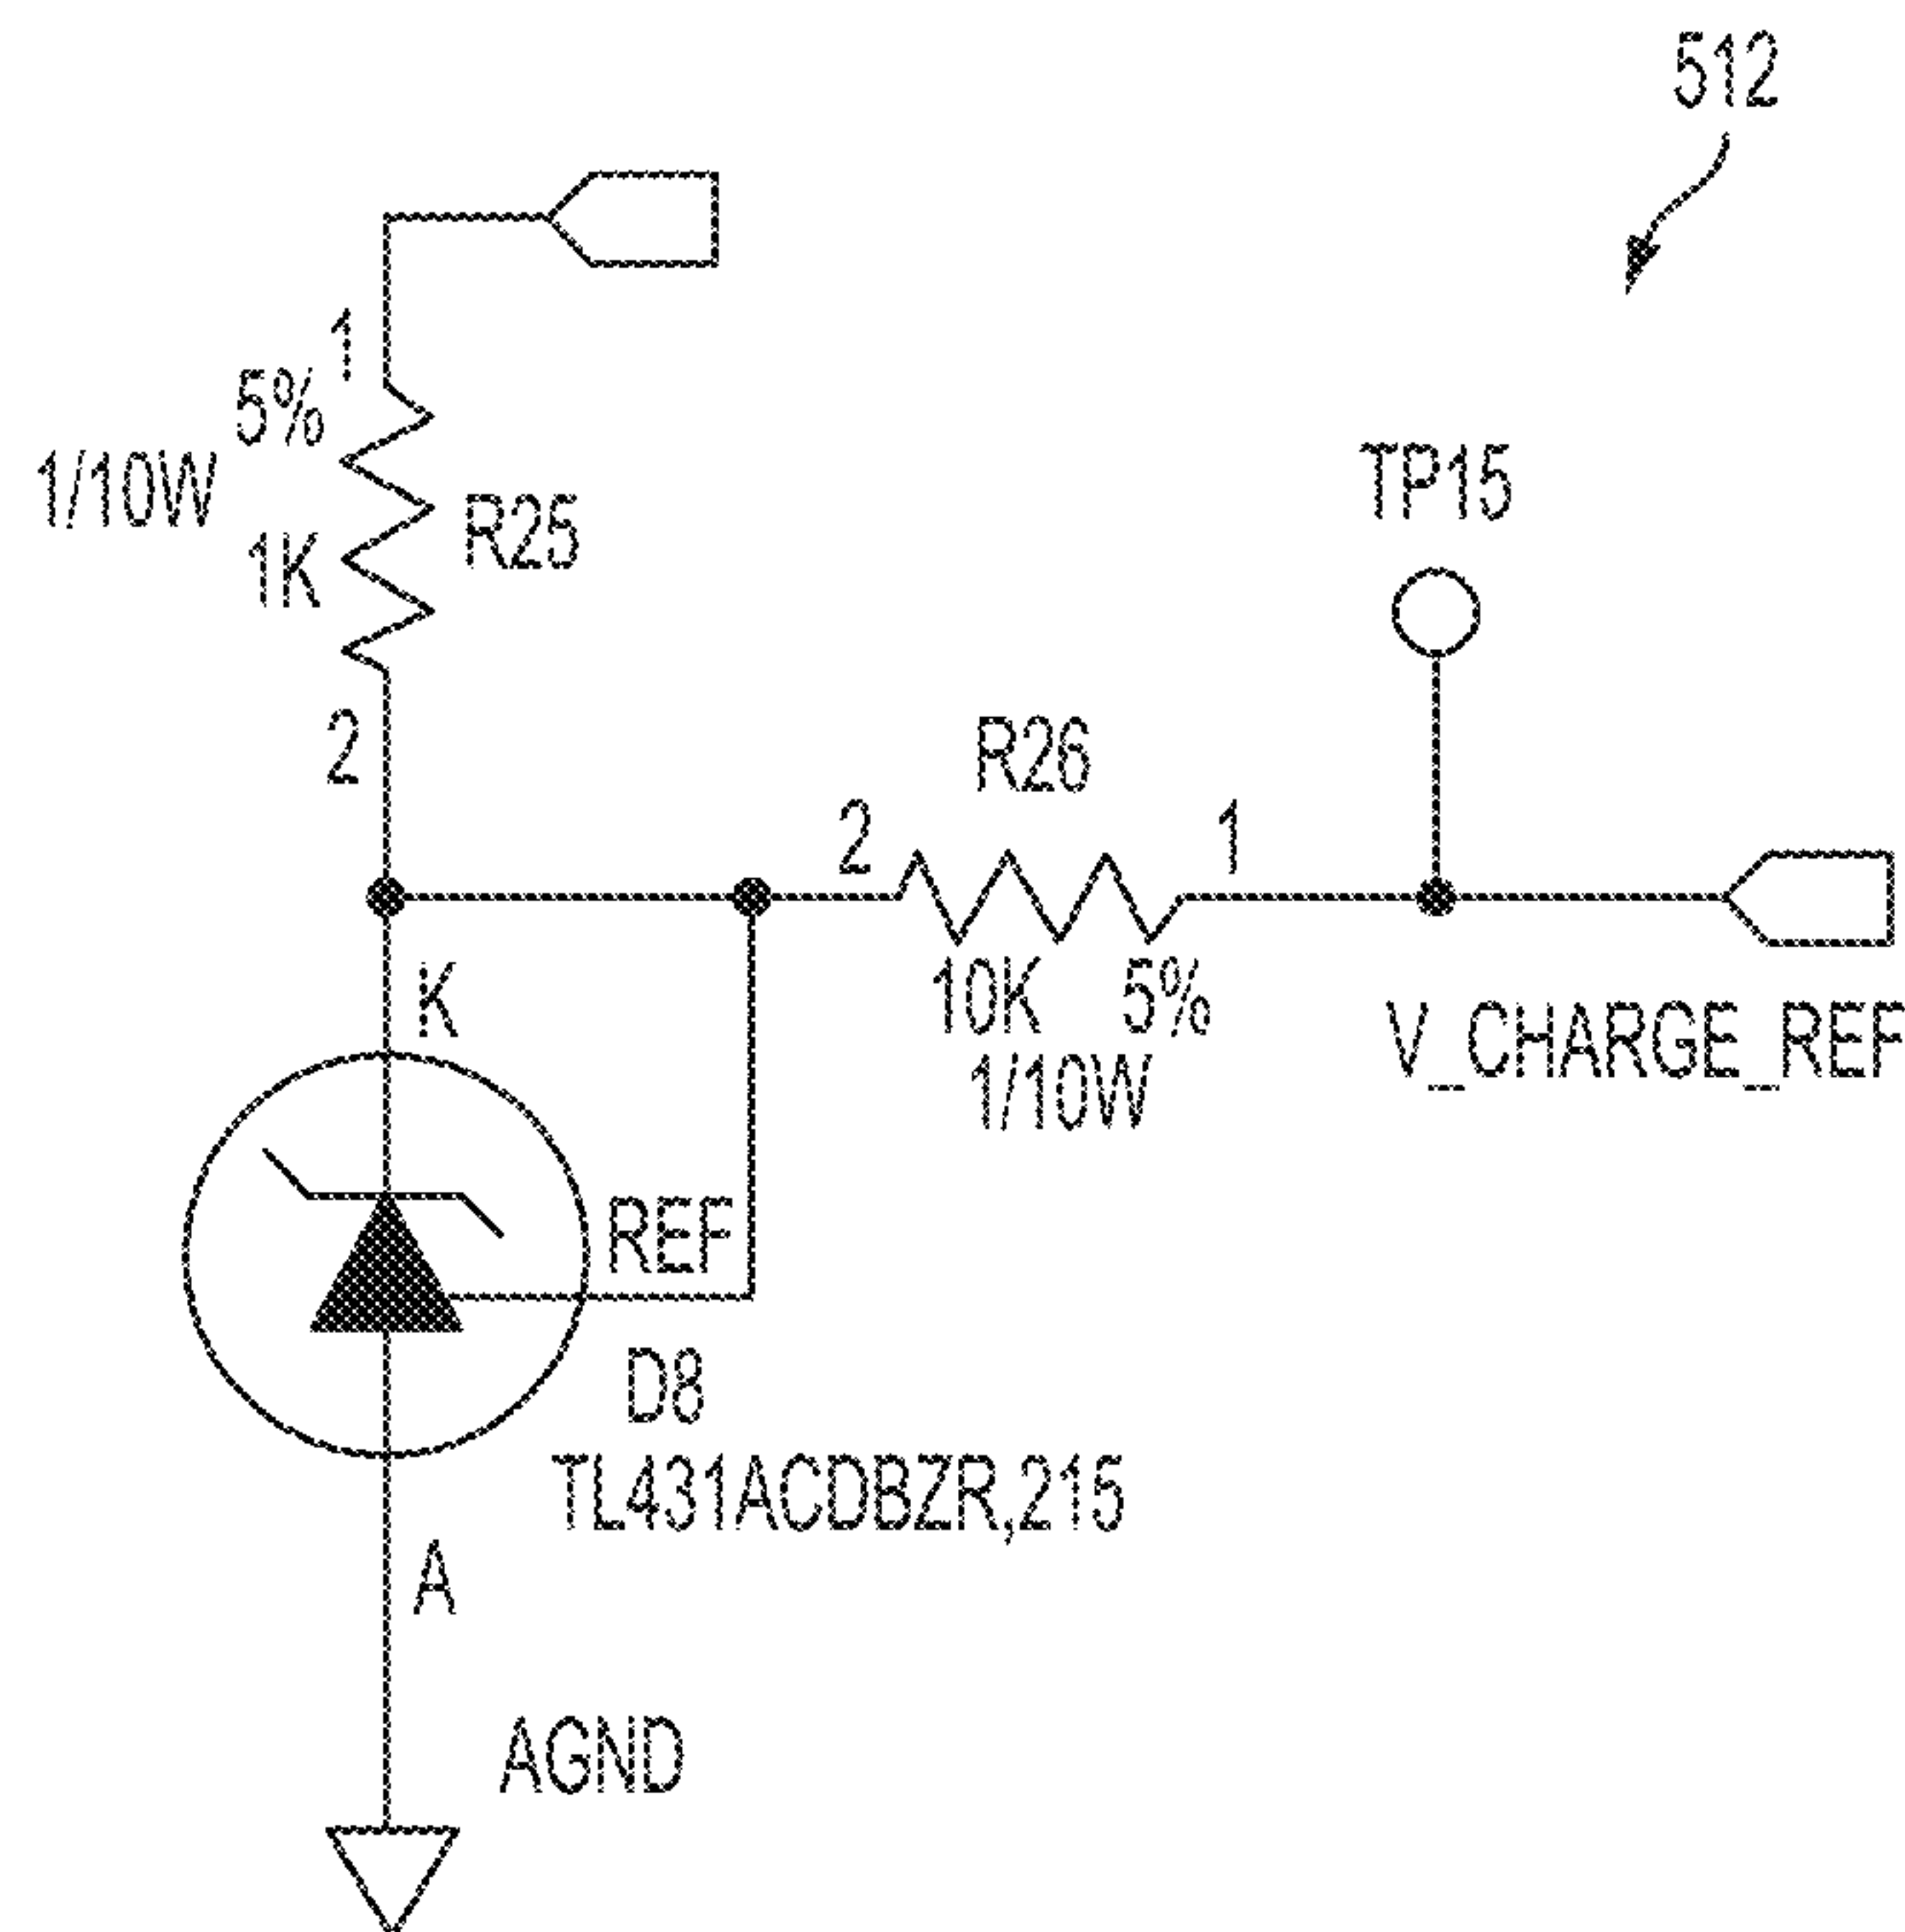 512
1
5%
1/10W
1K
R25
2
TP15
R26
2
1
10K 5%
1/10W
V_CHARGE_REF
K
REF
D8
TL431ACDBZR,215
A
AGND